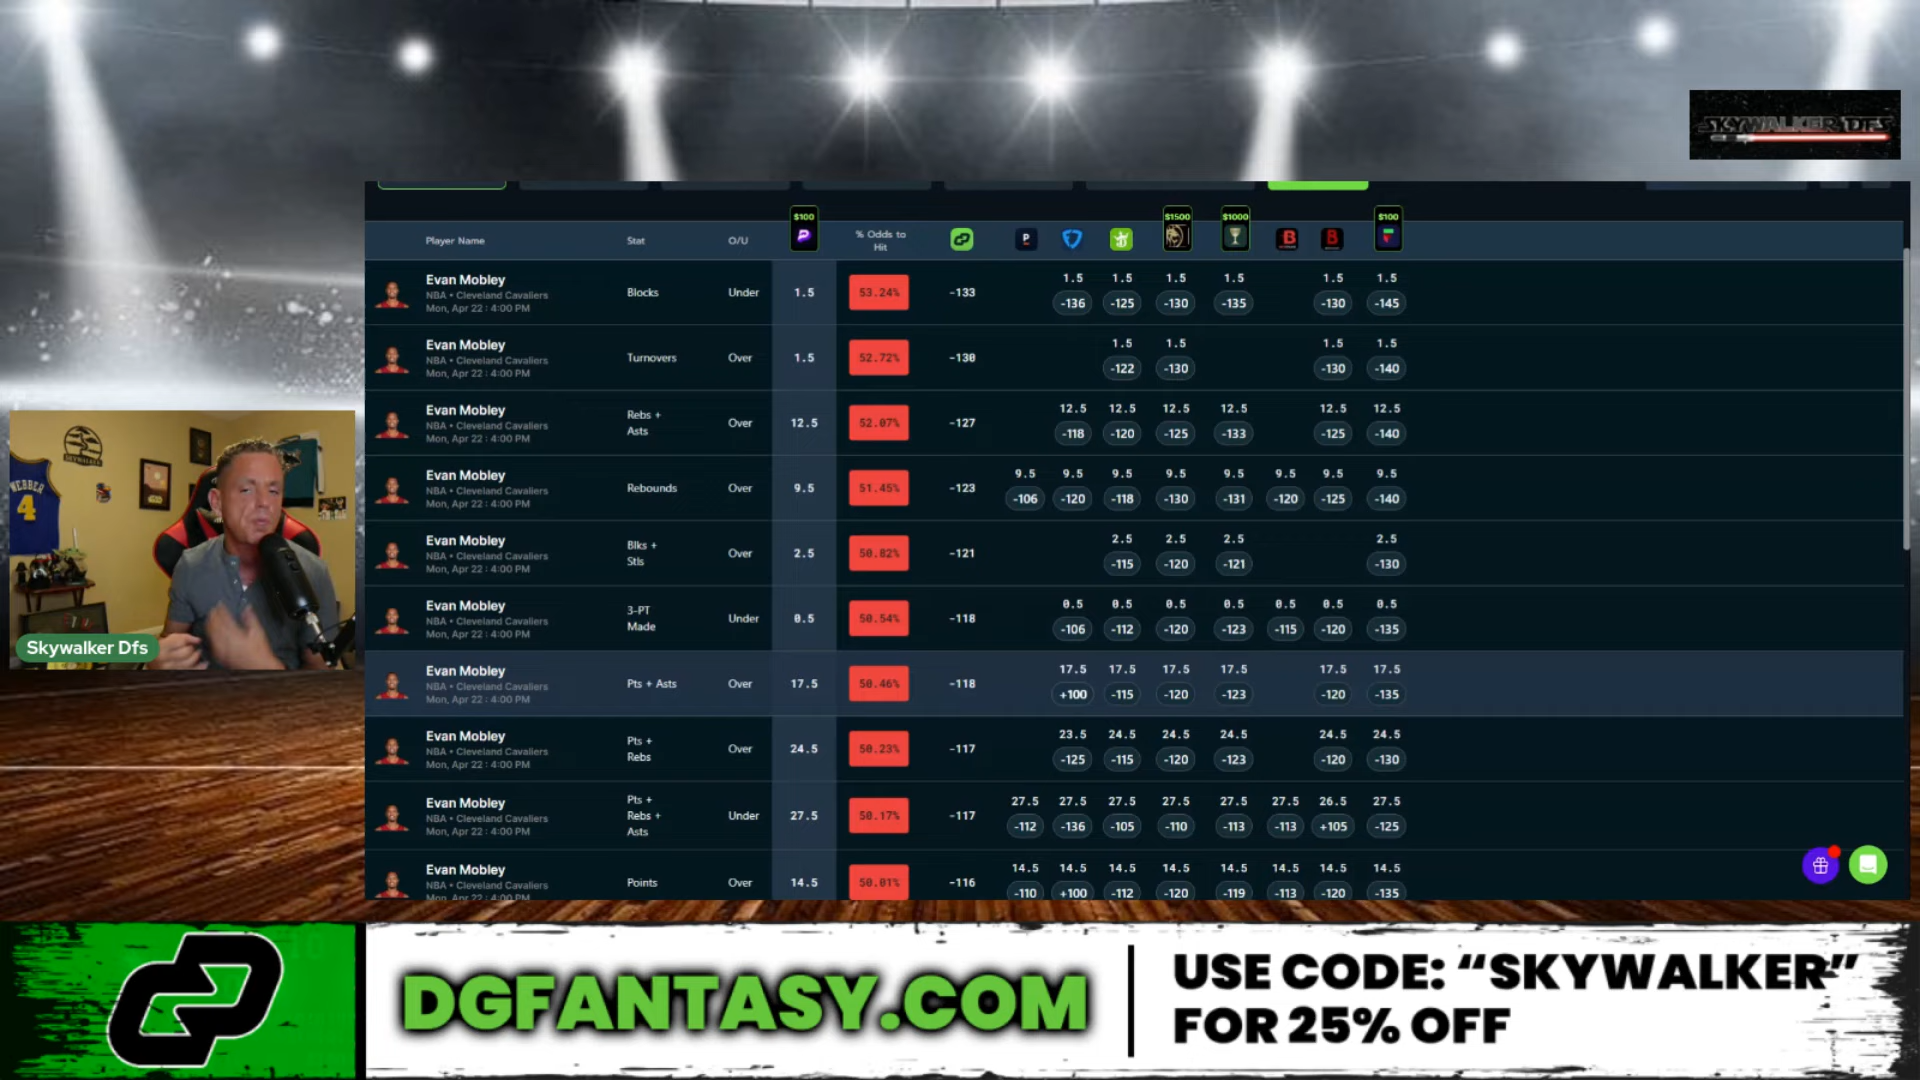 SKYWALKER DFS
$100
$1500
$1000
$100
Player Name
Stat
O/U
% Odds to
Hit
Evan Mobley
NBA • Cleveland Cavaliers
Mon, Apr 22 : 4:00 PM
Blocks
Under
1.5
53.24%
-133
1.5 1.5 1.5 1.5 1.5 1.5
-136 -125 -130 -135 -130 -145
Evan Mobley
NBA • Cleveland Cavaliers
Mon, Apr 22 : 4:00 PM
Turnovers
Over
1.5
52.72%
-130
1.5 1.5 1.5 1.5
-122 -130 -130 -140
Evan Mobley
NBA • Cleveland Cavaliers
Mon, Apr 22 : 4:00 PM
Rebs +
Asts
Over
12.5
52.07%
-127
12.5 12.5 12.5 12.5 12.5 12.5
-118 -120 -125 -133 -125 -140
Evan Mobley
NBA • Cleveland Cavaliers
Mon, Apr 22 : 4:00 PM
Rebounds
Over
9.5
51.45%
-123
9.5 9.5 9.5 9.5 9.5 9.5 9.5 9.5
-106 -120 -118 -130 -131 -120 -125 -140
Evan Mobley
NBA • Cleveland Cavaliers
Mon, Apr 22 : 4:00 PM
Blks +
Stls
Over
2.5
50.82%
-121
2.5 2.5 2.5 2.5
-115 -120 -121 -130
Evan Mobley
NBA • Cleveland Cavaliers
Mon, Apr 22 : 4:00 PM
3-PT
Made
Under
0.5
50.54%
-118
0.5 0.5 0.5 0.5 0.5 0.5 0.5
-106 -112 -120 -123 -115 -120 -135
Evan Mobley
NBA • Cleveland Cavaliers
Mon, Apr 22 : 4:00 PM
Pts + Asts
Over
17.5
50.46%
-118
17.5 17.5 17.5 17.5 17.5 17.5
+100 -115 -120 -123 -120 -135
Evan Mobley
NBA • Cleveland Cavaliers
Mon, Apr 22 : 4:00 PM
Pts +
Rebs
Over
24.5
50.23%
-117
23.5 24.5 24.5 24.5 24.5 24.5
-125 -115 -120 -123 -120 -130
Evan Mobley
NBA • Cleveland Cavaliers
Mon, Apr 22 : 4:00 PM
Pts +
Rebs +
Asts
Under
27.5
50.17%
-117
27.5 27.5 27.5 27.5 27.5 27.5 26.5 27.5
-112 -136 -105 -110 -113 -113 +105 -125
Evan Mobley
NBA • Cleveland Cavaliers
Mon, Apr 22 : 4:00 PM
Points
Over
14.5
50.01%
-116
14.5 14.5 14.5 14.5 14.5 14.5 14.5 14.5
-110 +100 -112 -120 -119 -113 -120 -135
WEBBER
4
Skywalker Dfs
DGFANTASY.COM
USE CODE: “SKYWALKER”
FOR 25% OFF